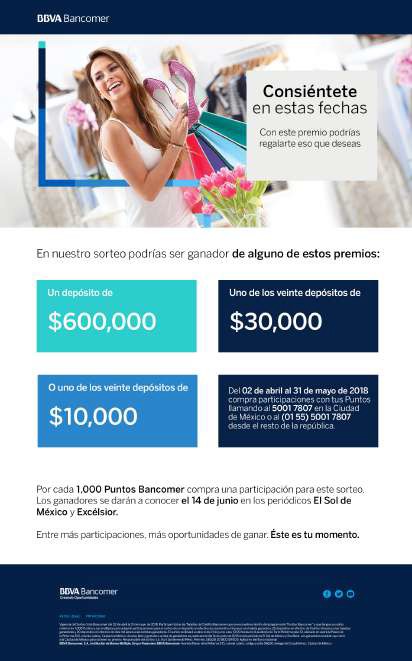 BBVA Bancomer
Consiéntete
en estas fechas
Con este premio podrías
regalarte eso que deseas
En nuestro sorteo podrías ser ganador de alguno de estos premios:
Un depósito de
$600,000
Uno de los veinte depósitos de
$30,000
O uno de los veinte depósitos de
$10,000
Del 02 de abril al 31 de mayo de 2018
compra participaciones con tus Puntos
llamando al 5001 7807 en la Ciudad
de México o al (01 55) 5001 7807
desde el resto de la república.
Por cada 1,000 Puntos Bancomer compra una participación para este sorteo.
Los ganadores se darán a conocer el 14 de junio en los periódicos El Sol de
México y Excélsior.
Entre más participaciones, más oportunidades de ganar. Éste es tu momento.
BBVA Bancomer